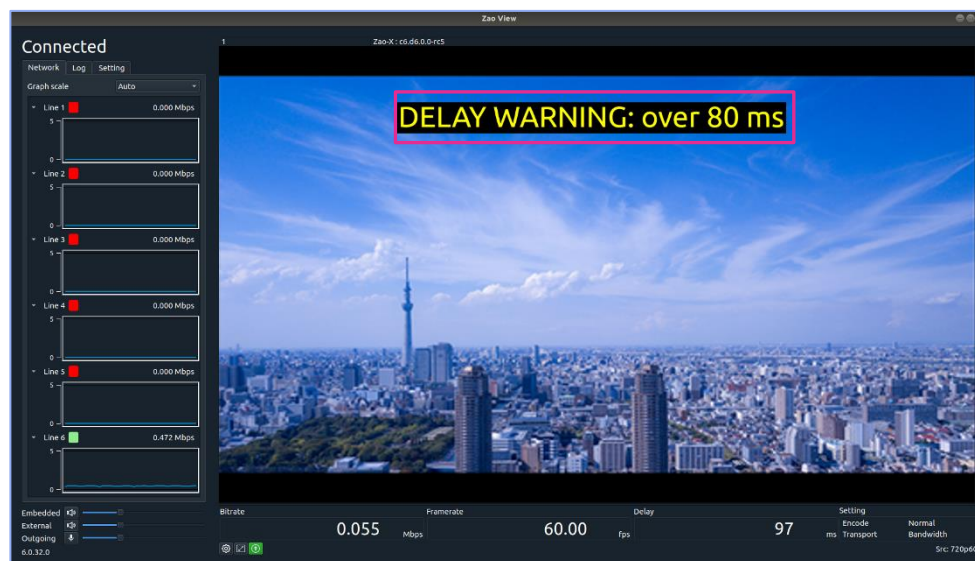 Zao View
Connected
1 Zao-X : c6.d6.0.0-rc5
Network Log Setting
Graph scale Auto
Line 1 0.000 Mbps
5
0
Line 2 0.000 Mbps
5
0
Line 3 0.000 Mbps
5
0
Line 4 0.000 Mbps
5
0
Line 5 0.000 Mbps
5
0
Line 6 0.472 Mbps
5
0
Embedded
External
Outgoing
6.0.32.0
DELAY WARNING: over 80 ms
Bitrate Framerate Delay Setting
0.055 Mbps 60.00 fps 97 ms
Encode Normal
Transport Bandwidth
Src: 720p60